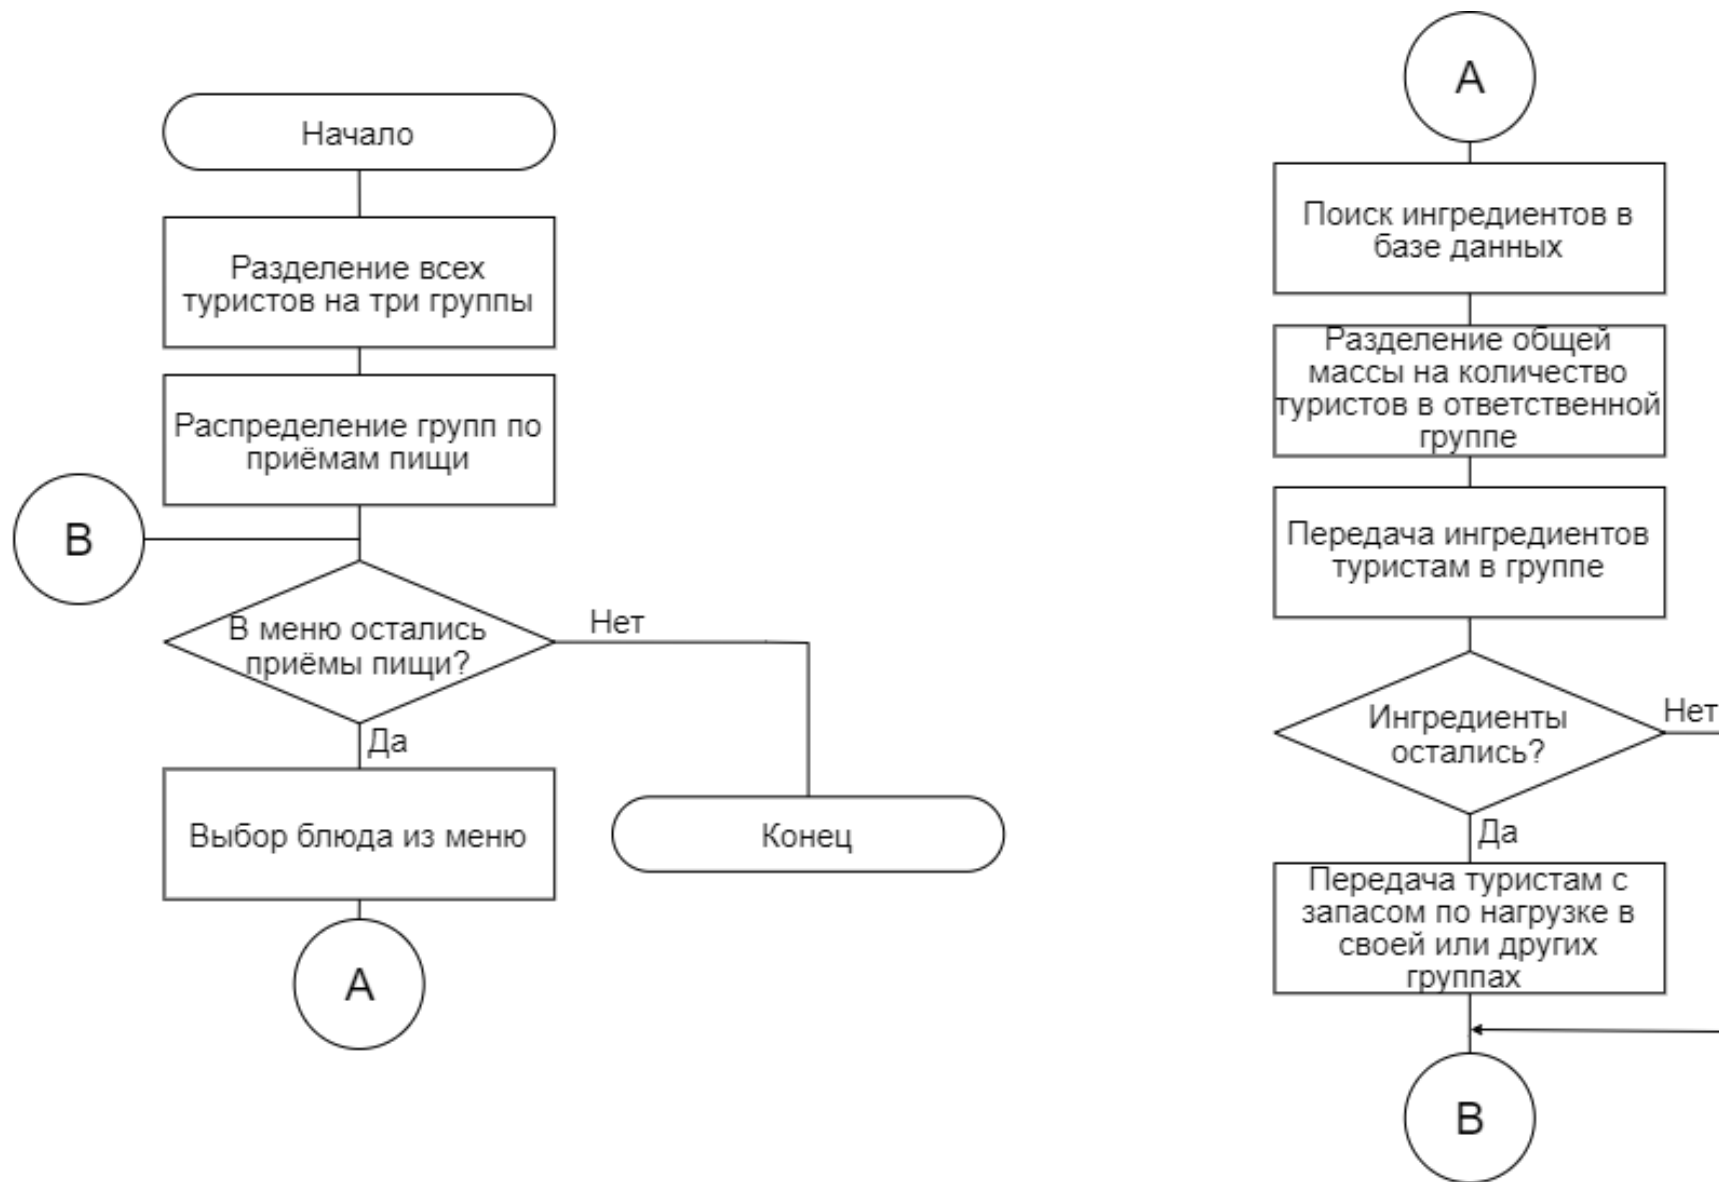 Начало
Разделение всех
туристов на три группы
Распределение групп по
приёмам пищи
В
В меню остались
приёмы пищи?
Нет
Да
Выбор блюда из меню
Конец
А
А
Поиск ингредиентов в
базе данных
Разделение общей
массы на количество
туристов в ответственной
группе
Передача ингредиентов
туристам в группе
Ингредиенты
остались?
Нет
Да
Передача туристам с
запасом по нагрузке в
своей или других
группах
В